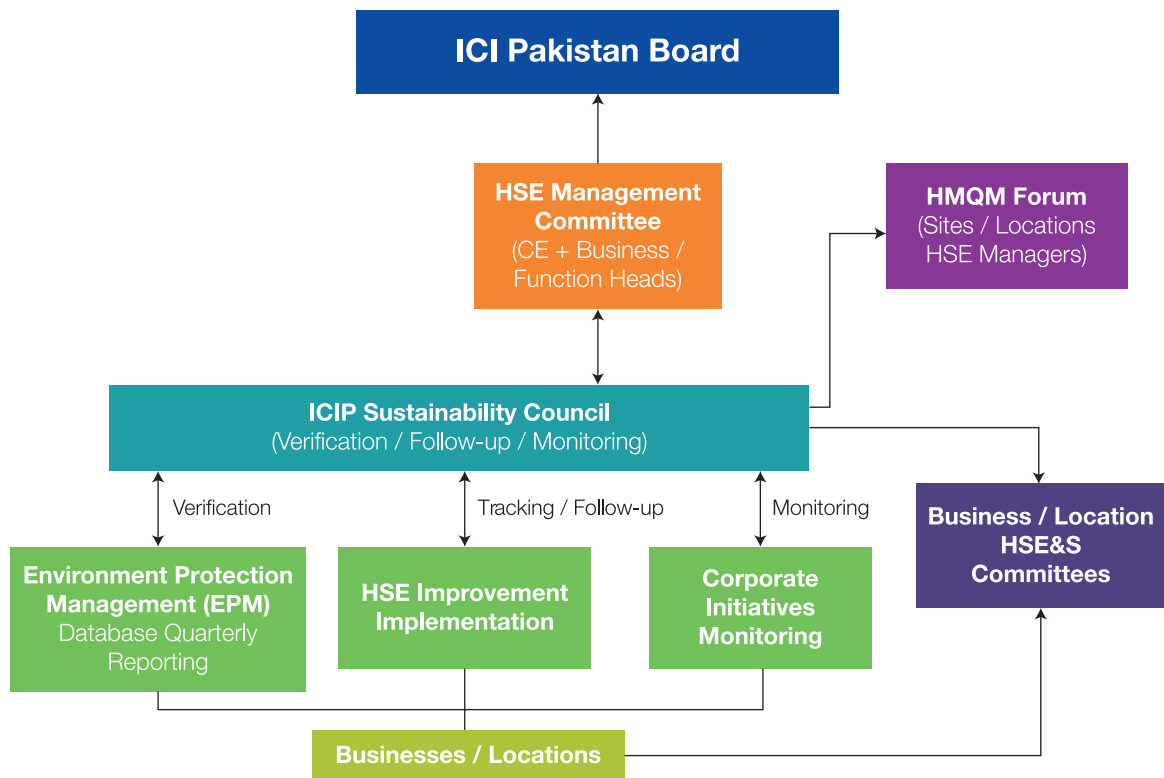 ICI Pakistan Board
HSE Management
Committee
(CE + Business /
Function Heads)
HMQM Forum
(Sites / Locations
HSE Managers)
ICIP Sustainability Council
(Verification / Follow-up / Monitoring)
Verification
Tracking / Follow-up
Monitoring
Business / Location
HSE&S
Committees
Environment Protection
Management (EPM)
Database Quarterly
Reporting
HSE Improvement
Implementation
Corporate
Initiatives
Monitoring
Businesses / Locations